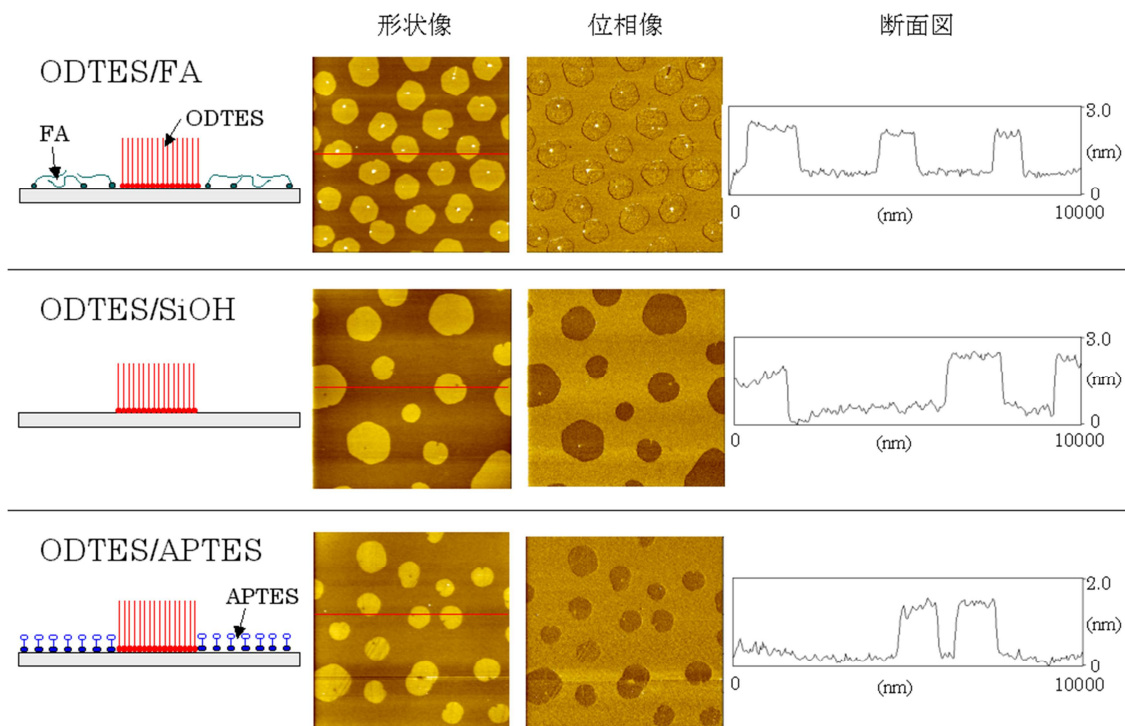 形状像 位相像 断面図
ODTES/FA
FA
ODTES
3.0
(nm)
0
0 (nm) 10000
ODTES/SiOH
3.0
(nm)
0
0 (nm) 10000
ODTES/APTES
APTES
2.0
(nm)
0
0 (nm) 10000